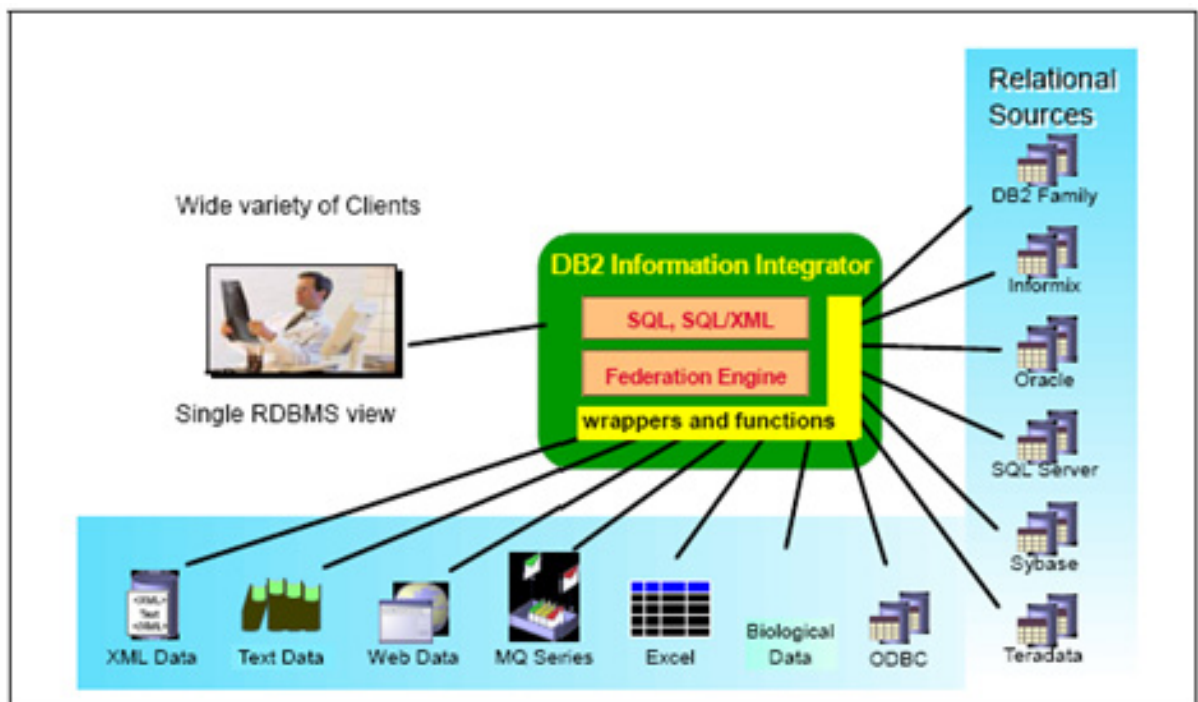 Relational
Sources
DB2 Family
Informix
Oracle
SQL Server
Sybase
Teradata
Wide variety of Clients
Single RDBMS view
DB2 Information Integrator
SQL, SQL/XML
Federation Engine
wrappers and functions
<XML>
Text
XML Data
Text Data
Web Data
MQ Series
Excel
Biological
Data
ODBC